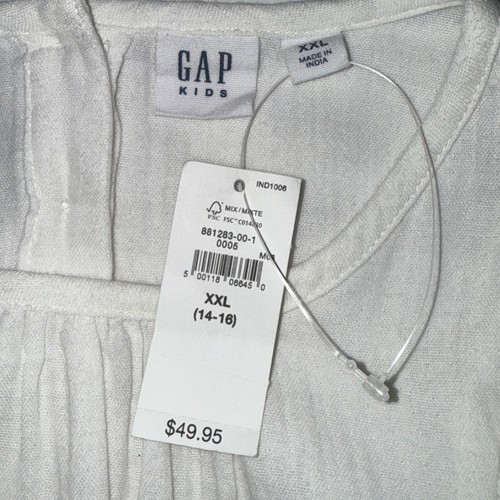 GAP
KIDS
XXL
MADE IN
INDIA
IND1006
MIX/MIXTE
FSC FSC™
881283-00-1
0005
5 00118 06645 0
XXL
(14-16)
$49.95